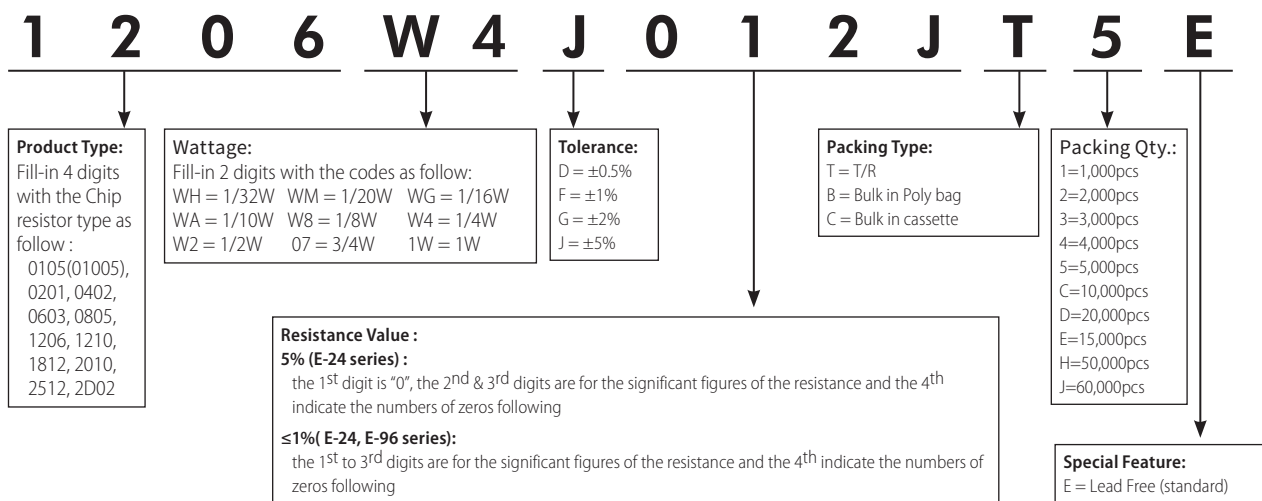 1 2 0 6 W 4 J 0 1 2 J T 5 E
Product Type:
Fill-in 4 digits
with the Chip
resistor type as
follow :
0105(01005),
0201, 0402,
0603, 0805,
1206, 1210,
1812, 2010,
2512, 2D02
Wattage:
Fill-in 2 digits with the codes as follow:
WH = 1/32W WM = 1/20W WG = 1/16W
WA = 1/10W W8 = 1/8W W4 = 1/4W
W2 = 1/2W 07 = 3/4W 1W = 1W
Tolerance:
D = ±0.5%
F = ±1%
G = ±2%
J = ±5%
Packing Type:
T = T/R
B = Bulk in Poly bag
C = Bulk in cassette
Packing Qty.:
1=1,000pcs
2=2,000pcs
3=3,000pcs
4=4,000pcs
5=5,000pcs
C=10,000pcs
D=20,000pcs
E=15,000pcs
H=50,000pcs
J=60,000pcs
Resistance Value :
5% (E-24 series) :
the 1st digit is “0”, the 2nd & 3rd digits are for the significant figures of the resistance and the 4th
indicate the numbers of zeros following
≤1%( E-24, E-96 series):
the 1st to 3rd digits are for the significant figures of the resistance and the 4th indicate the numbers of
zeros following
Special Feature:
E = Lead Free (standard)